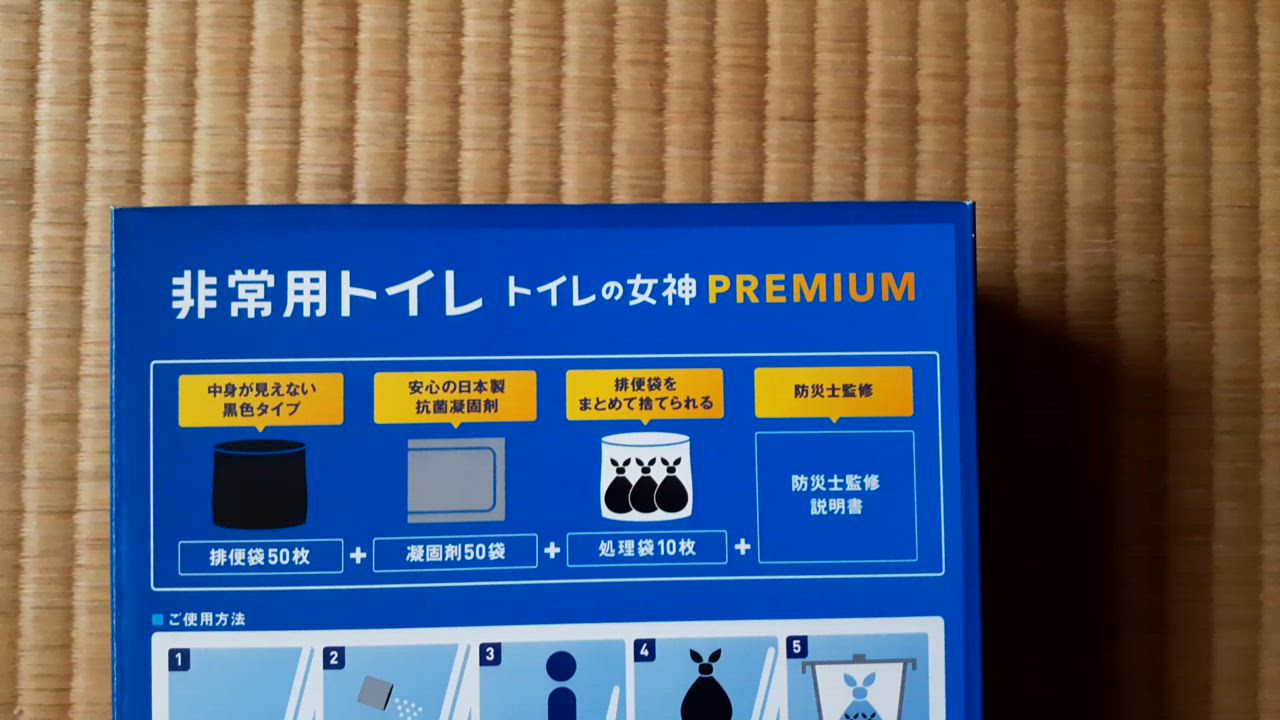 非常用トイレ トイレの女神 PREMIUM
中身が見えない
黒色タイプ
安心の日本製
抗菌凝固剤
排便袋を
まとめて捨てられる
防災士監修
防災士監修
説明書
排便袋50枚 + 凝固剤50袋 + 処理袋10枚 +
ご使用方法
1 2 3 4 5